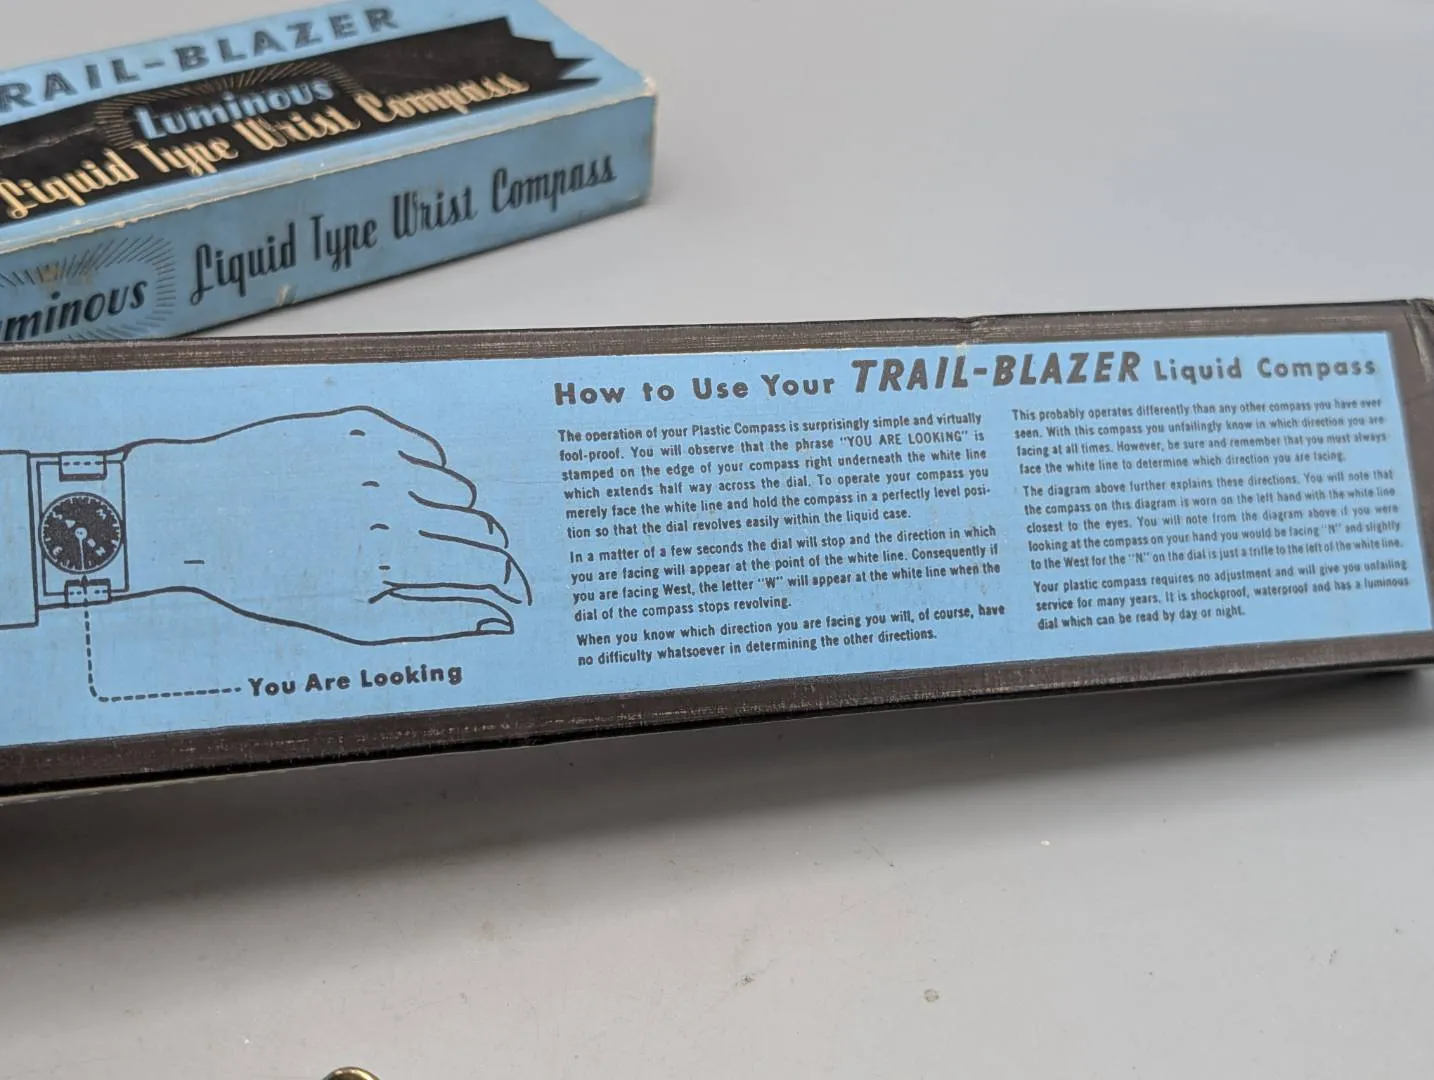 RAIL-BLAZER
Luminous
Liquid Type Wrist Compass
minous Liquid Type Wrist Compass
You Are Looking
How to Use Your TRAIL-BLAZER Liquid Compass
The operation of your Plastic Compass is surprisingly simple and virtually
fool-proof. You will observe that the phrase "YOU ARE LOOKING" is
stamped on the edge of your compass right underneath the white line
which extends half way across the dial. To operate your compass you
merely face the white line and hold the compass in a perfectly level posi-
tion so that the dial revolves easily within the liquid case.
In a matter of a few seconds the dial will stop and the direction in which
you are facing will appear at the point of the white line. Consequently if
you are facing West, the letter "W" will appear at the white line when the
dial of the compass stops revolving.
When you know which direction you are facing you will, of course, have
no difficulty whatsoever in determining the other directions.
This probably operates differently than any other compass you have ever
seen. With this compass you unfailingly know in which direction you are
facing at all times. However, be sure and remember that you must always
face the white line to determine which direction you are facing.
The diagram above further explains these directions. You will note that
the compass on this diagram is worn on the left hand with the white line
closest to the eyes. You will note from the diagram above if you were
looking at the compass on your hand you would be facing "N" and slightly
to the West for the "N" on the dial is just a trifle to the left of the white line.
Your plastic compass requires no adjustment and will give you unfailing
service for many years. It is shockproof, waterproof and has a luminous
dial which can be read by day or night.